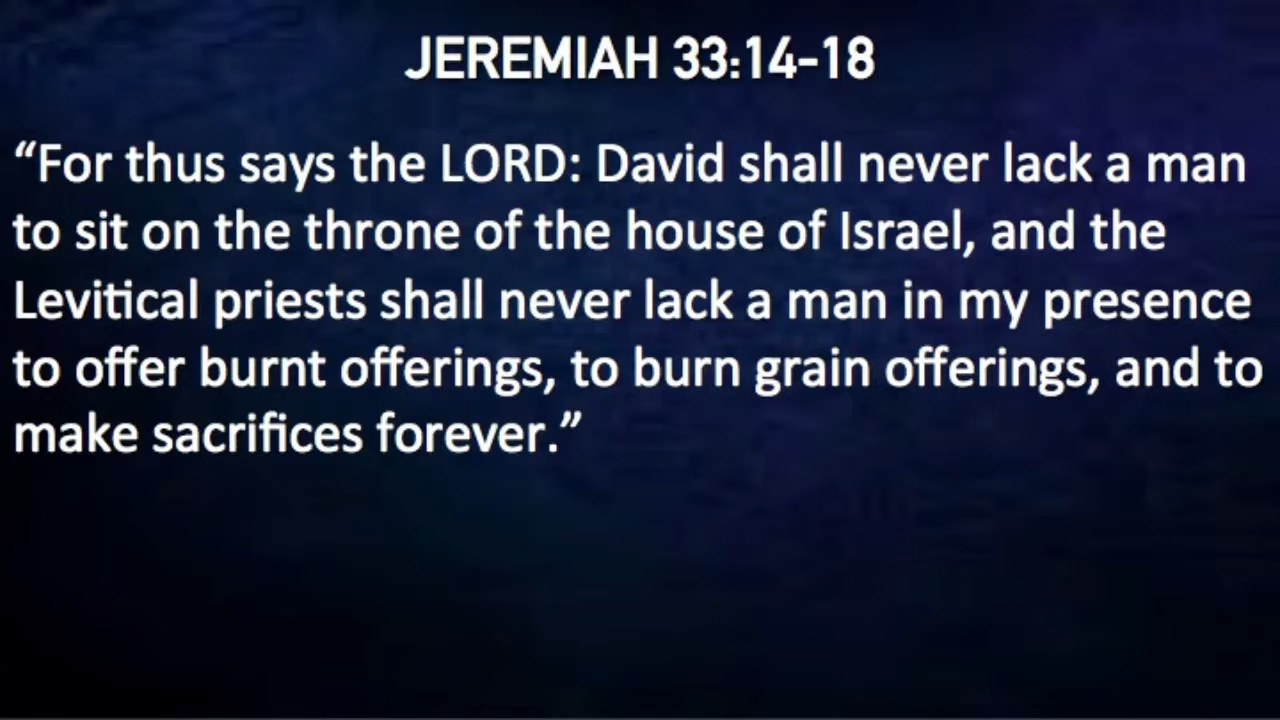 JEREMIAH 33:14-18
“For thus says the LORD: David shall never lack a man
to sit on the throne of the house of Israel, and the
Levitical priests shall never lack a man in my presence
to offer burnt offerings, to burn grain offerings, and to
make sacrifices forever.”